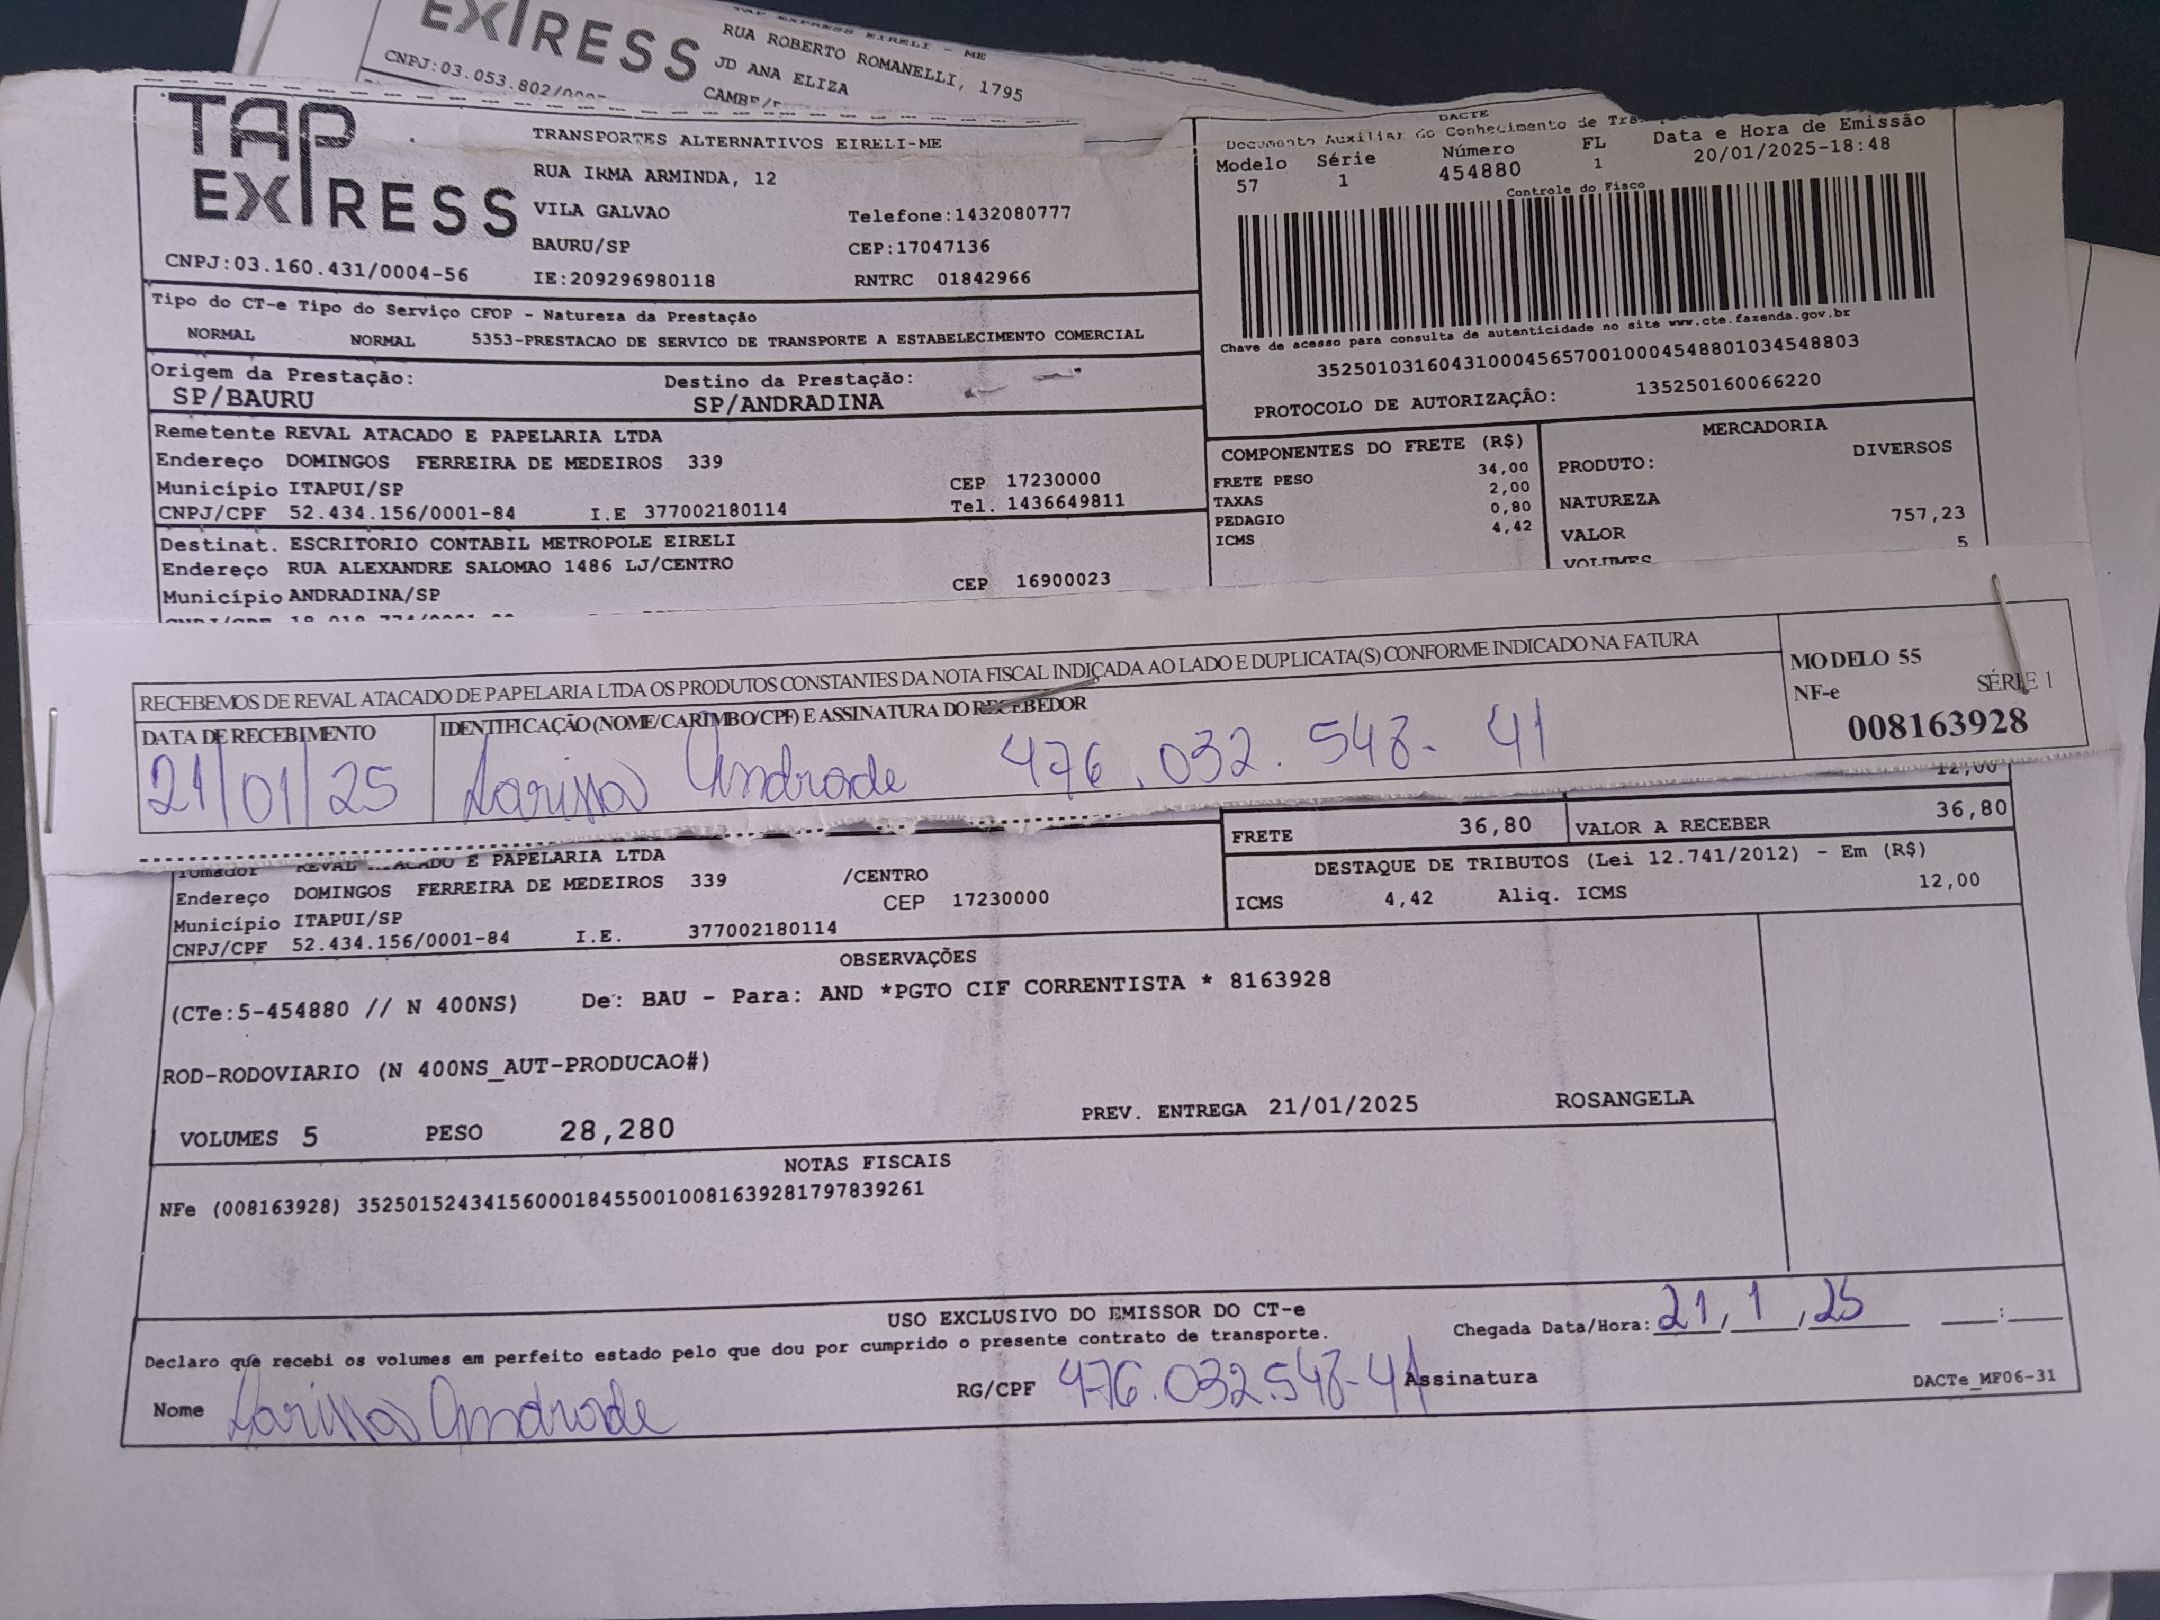 EXPRESS
TAP EXPRESS EIRELI - ME
RUA ROBERTO ROMANELLI, 1795
JD ANA ELIZA
CNPJ:03.053.802/
TAP
EXPRESS
TRANSPORTES ALTERNATIVOS EIRELI-ME
RUA IRMA ARMINDA, 12
VILA GALVAO
Telefone:1432080777
BAURU/SP
CEP:17047136
CNPJ:03.160.431/0004-56
IE:209296980118
RNTRC 01842966
DACTE
Documento Auxiliar do Conhecimento de
Modelo Série Número FL Data e Hora de Emissão
57 1 454880 1 20/01/2025-18:48
Controle do Fisco
Chave de acesso para consulta de autenticidade no site www.cte.fazenda.gov.br
35250103160431000456570010004548801034548803
PROTOCOLO DE AUTORIZAÇÃO: 135250160066220
Tipo do CT-e Tipo do Serviço CFOP - Natureza da Prestação
NORMAL NORMAL 5353-PRESTACAO DE SERVICO DE TRANSPORTE A ESTABELECIMENTO COMERCIAL
Origem da Prestação: Destino da Prestação:
SP/BAURU SP/ANDRADINA
Remetente REVAL ATACADO E PAPELARIA LTDA
Endereço DOMINGOS FERREIRA DE MEDEIROS 339
Município ITAPUI/SP CEP 17230000
CNPJ/CPF 52.434.156/0001-84 I.E 377002180114 Tel. 1436649811
Destinat. ESCRITORIO CONTABIL METROPOLE EIRELI
Endereço RUA ALEXANDRE SALOMAO 1486 LJ/CENTRO
Município ANDRADINA/SP CEP 16900023
COMPONENTES DO FRETE (R$)
FRETE PESO 34,00
TAXAS 2,00
PEDAGIO 0,80
ICMS 4,42
MERCADORIA
PRODUTO: DIVERSOS
NATUREZA
VALOR 757,23
VOLUMES 5
RECEBEMOS DE REVAL ATACADO DE PAPELARIA LTDA OS PRODUTOS CONSTANTES DA NOTA FISCAL INDICADA AO LADO E DUPLICATA(S) CONFORME INDICADO NA FATURA
DATA DE RECEBIMENTO
IDENTIFICAÇÃO (NOME/CARIMBO/CPF) E ASSINATURA DO RECEBEDOR
21/01/25
Larissa Andrade 476.032.548-41
MODELO 55
NF-e SÉRIE 1
008163928
12,00
FRETE 36,80 VALOR A RECEBER 36,80
DESTAQUE DE TRIBUTOS (Lei 12.741/2012) - Em (R$)
ICMS 4,42 Aliq. ICMS 12,00
Tomador REVAL ATACADO E PAPELARIA LTDA
Endereço DOMINGOS FERREIRA DE MEDEIROS 339 /CENTRO
Município ITAPUI/SP CEP 17230000
CNPJ/CPF 52.434.156/0001-84 I.E. 377002180114
OBSERVAÇÕES
(CTe:5-454880 // N 400NS) De: BAU - Para: AND *PGTO CIF CORRENTISTA * 8163928
ROD-RODOVIARIO (N 400NS_AUT-PRODUCAO#)
VOLUMES 5 PESO 28,280 PREV. ENTREGA 21/01/2025 ROSANGELA
NOTAS FISCAIS
NFe (008163928) 35250152434156000184550010081639281797839261
USO EXCLUSIVO DO EMISSOR DO CT-e
Declaro que recebi os volumes em perfeito estado pelo que dou por cumprido o presente contrato de transporte.
Chegada Data/Hora: 21/1/25 __:__
Nome Larissa Andrade RG/CPF 476.032.548-41 Assinatura
DACTe_MF06-31